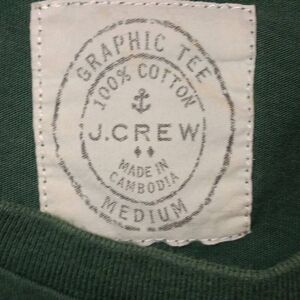 GRAPHIC TEE
100% COTTON
J.CREW
MADE IN
CAMBODIA
MEDIUM